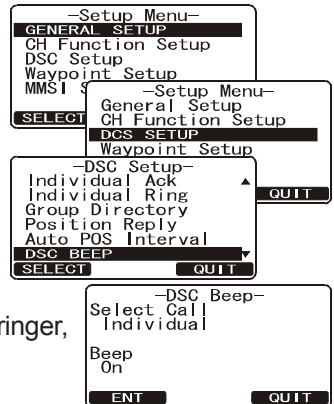 –Setup Menu–
GENERAL SETUP
CH Function Setup
DSC Setup
Waypoint Setup
MMSI S
SELECT
–Setup Menu–
General Setup
CH Function Setup
DCS SETUP
Waypoint Setup
QUIT
–DSC Setup–
Individual Ack
Individual Ring
Group Directory
Position Reply
Auto POS Interval
DSC BEEP
SELECT QUIT
ringer,
–DSC Beep–
Select Call
Individual
Beep
On
ENT QUIT